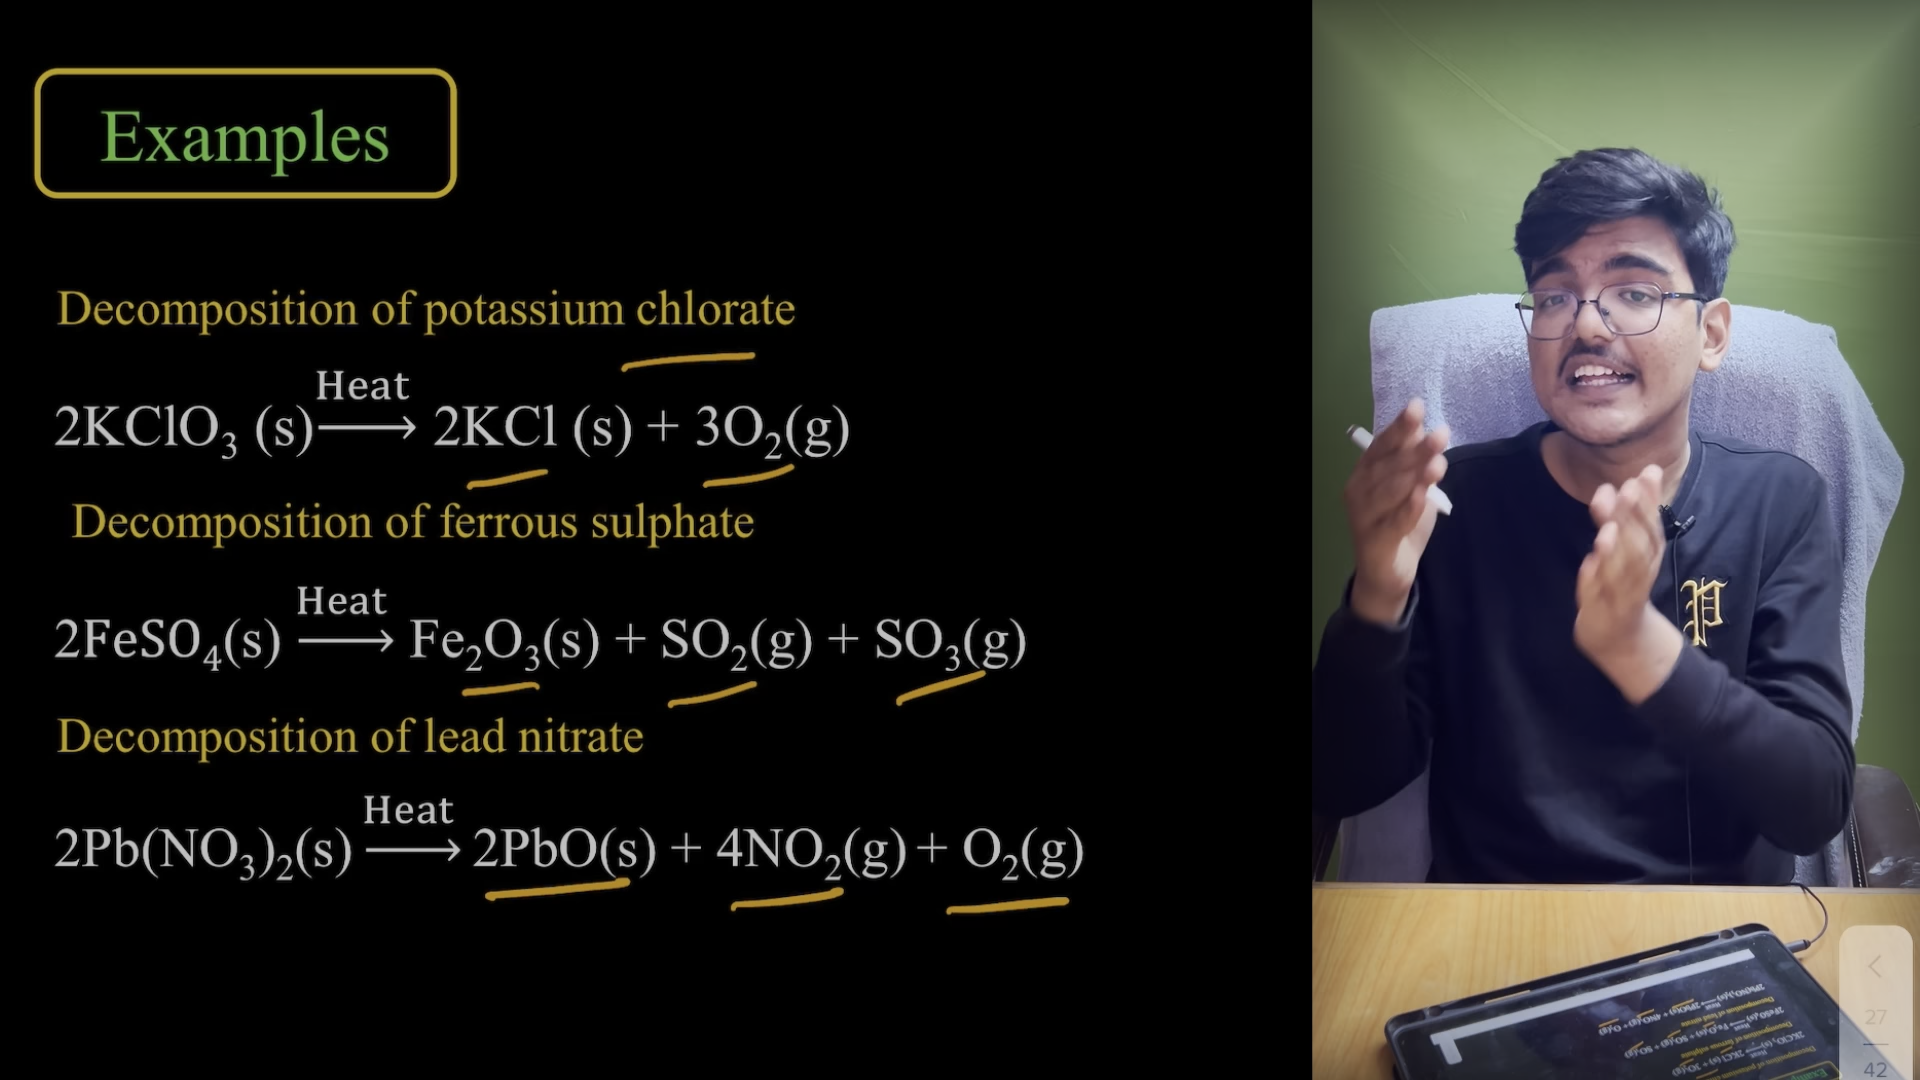 Examples
Decomposition of potassium chlorate
2KClO₃ (s) Heat⟶ 2KCl (s) + 3O₂(g)
Decomposition of ferrous sulphate
2FeSO₄(s) Heat⟶ Fe₂O₃(s) + SO₂(g) + SO₃(g)
Decomposition of lead nitrate
2Pb(NO₃)₂(s) Heat⟶ 2PbO(s) + 4NO₂(g) + O₂(g)
P
27
42